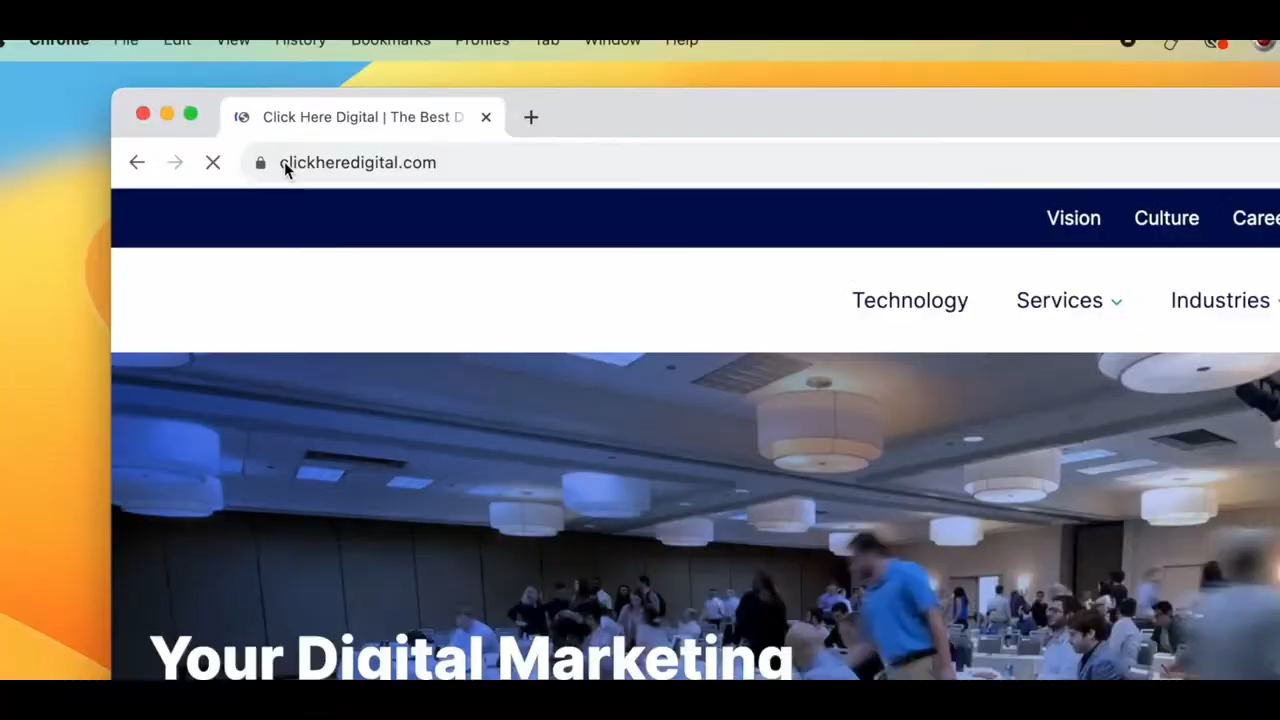 Chrome File Edit View History Bookmarks Profiles Tab Window Help
Click Here Digital | The Best D
clickheredigital.com
Vision Culture Caree
Technology Services Industries
Your Digital Marketing